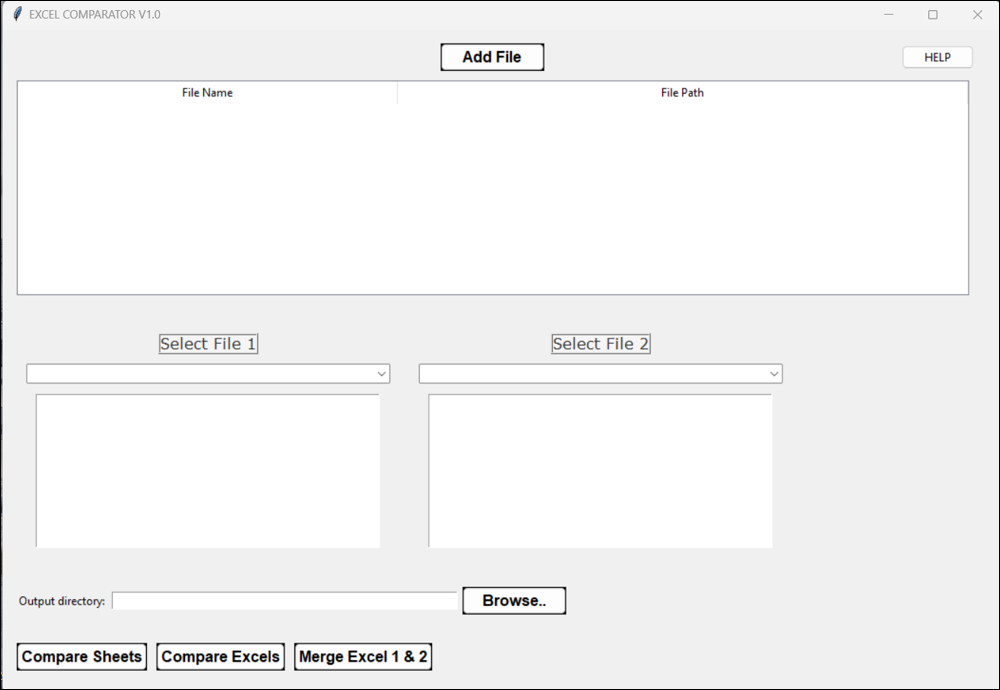 EXCEL COMPARATOR V1.0
Add File
HELP
File Name File Path
Select File 1 Select File 2
Output directory: Browse..
Compare Sheets Compare Excels Merge Excel 1 & 2